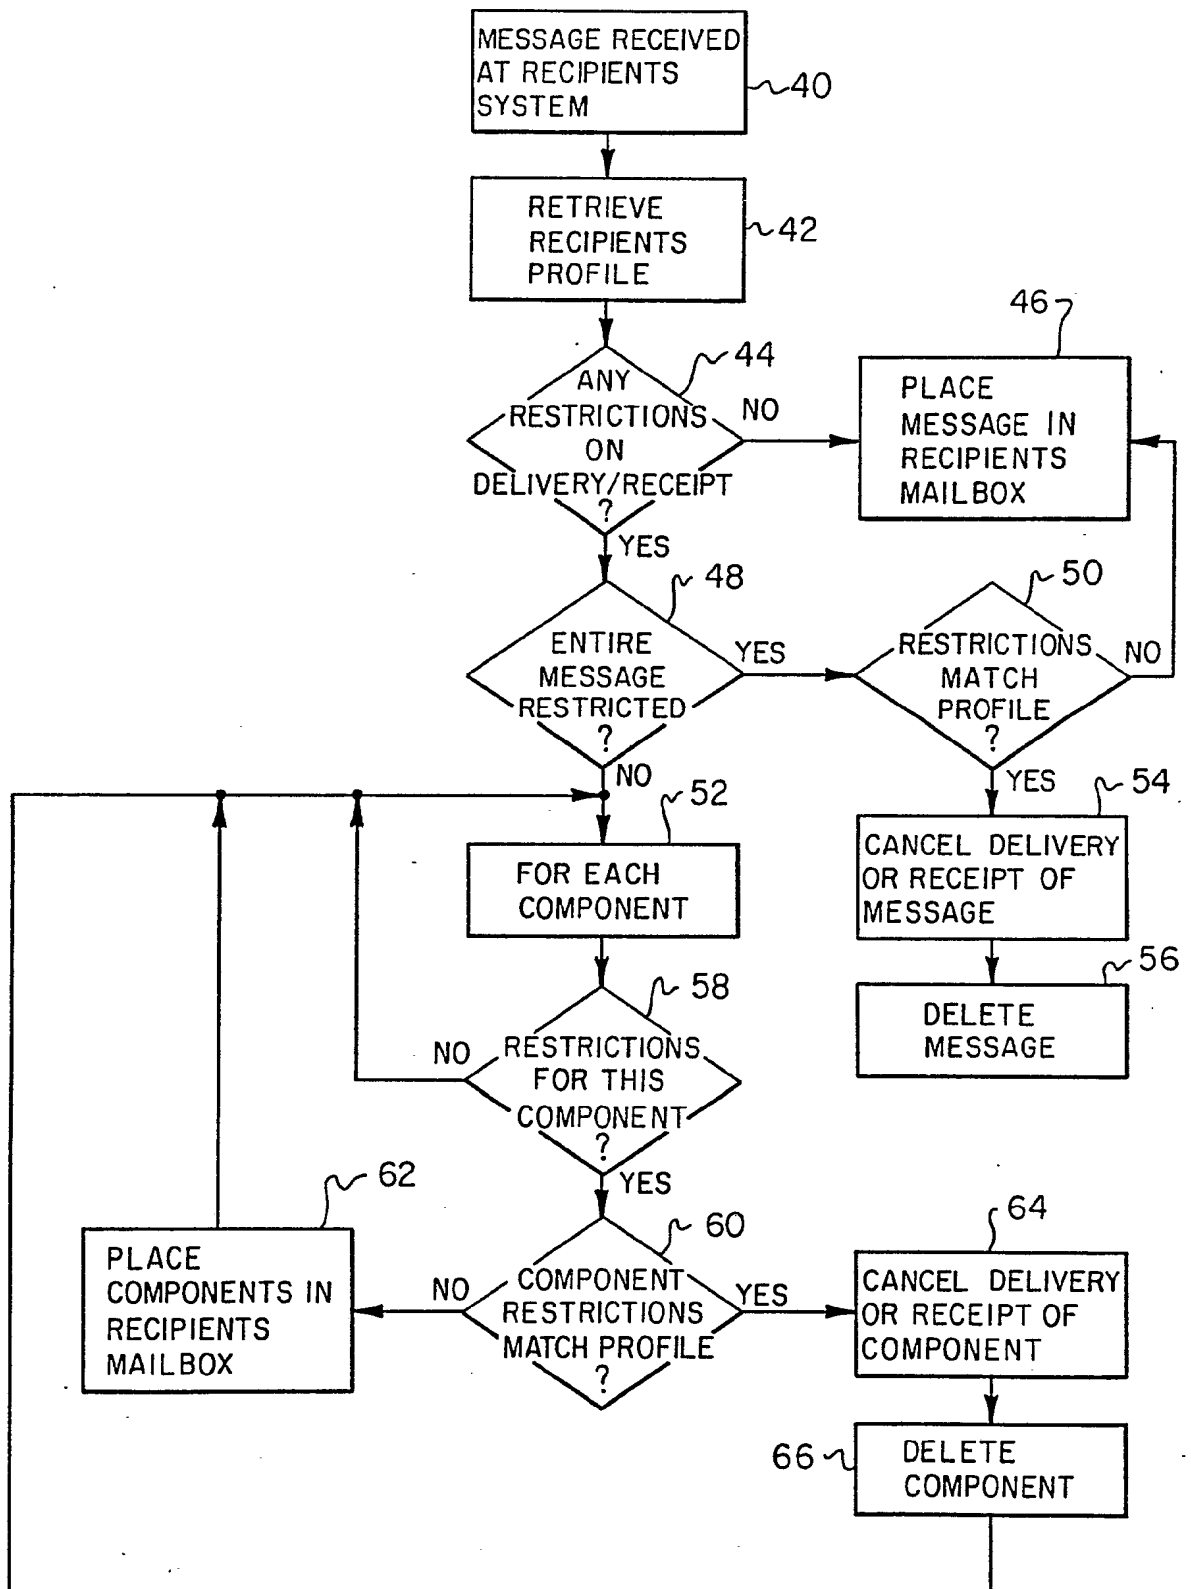 MESSAGE RECEIVED
AT RECIPIENTS
SYSTEM
40
RETRIEVE
RECIPIENTS
PROFILE
42
44
ANY
RESTRICTIONS
ON
DELIVERY/RECEIPT
?
NO
YES
46
PLACE
MESSAGE IN
RECIPIENTS
MAILBOX
48
ENTIRE
MESSAGE
RESTRICTED
?
YES
NO
50
RESTRICTIONS
MATCH
PROFILE
?
NO
YES
52
FOR EACH
COMPONENT
54
CANCEL DELIVERY
OR RECEIPT OF
MESSAGE
56
DELETE
MESSAGE
58
RESTRICTIONS
FOR THIS
COMPONENT
?
NO
YES
60
COMPONENT
RESTRICTIONS
MATCH PROFILE
?
NO
YES
62
PLACE
COMPONENTS IN
RECIPIENTS
MAILBOX
64
CANCEL DELIVERY
OR RECEIPT OF
COMPONENT
66
DELETE
COMPONENT